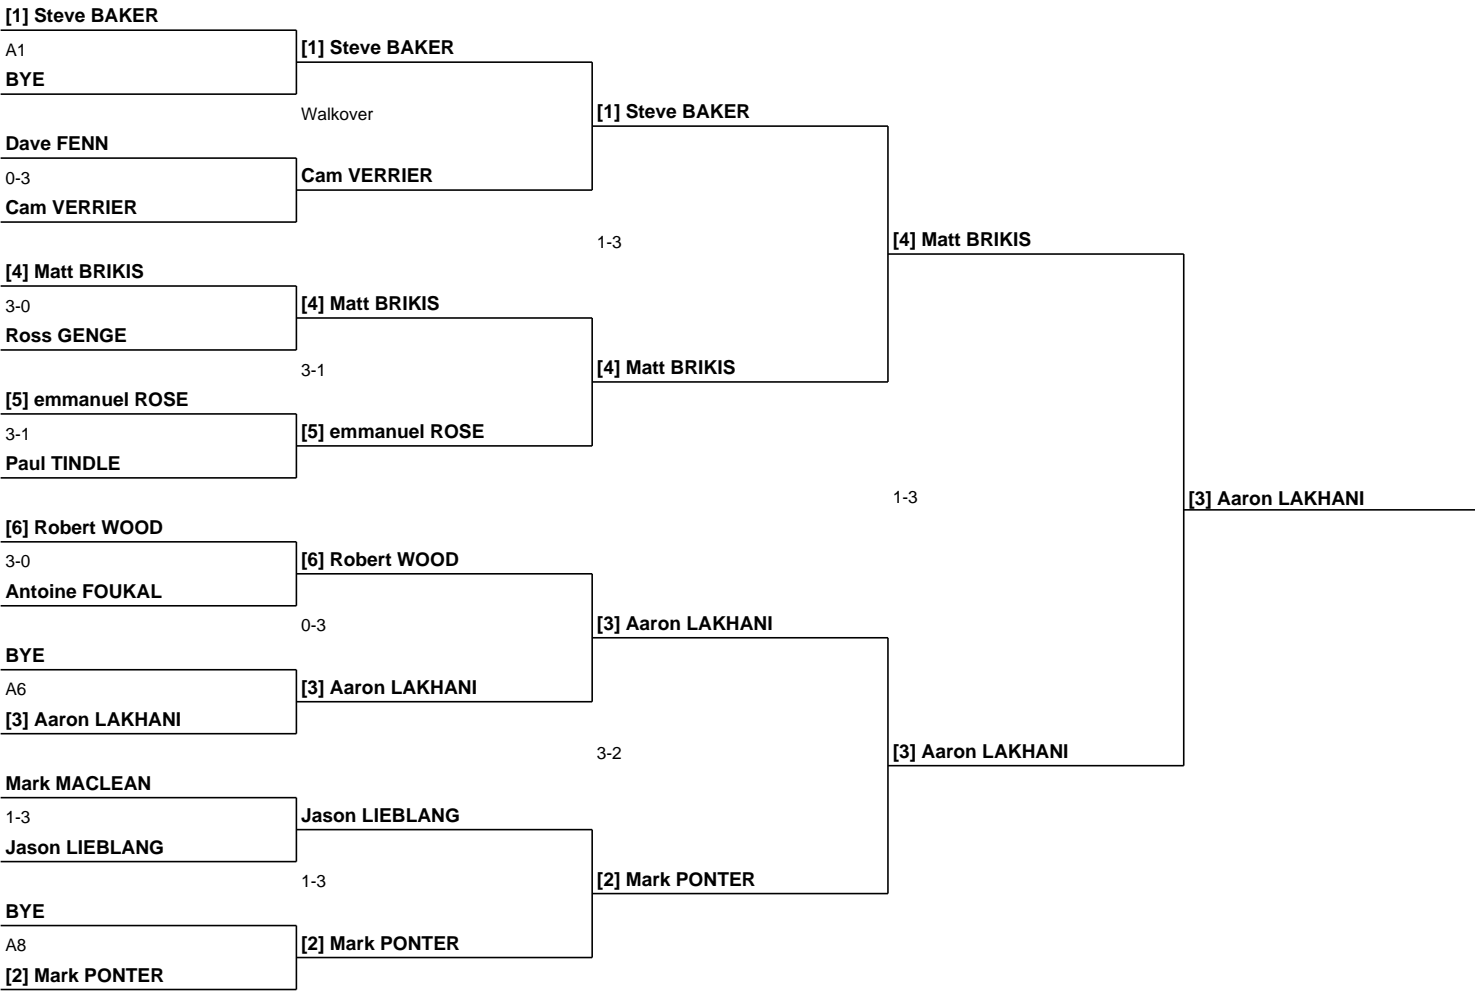 [1] Steve BAKER
A1
[1] Steve BAKER
BYE
Walkover
[1] Steve BAKER
Dave FENN
0-3
Cam VERRIER
Cam VERRIER
1-3
[4] Matt BRIKIS
[4] Matt BRIKIS
3-0
[4] Matt BRIKIS
Ross GENGE
3-1
[4] Matt BRIKIS
[5] emmanuel ROSE
3-1
[5] emmanuel ROSE
Paul TINDLE
1-3
[3] Aaron LAKHANI
[6] Robert WOOD
3-0
[6] Robert WOOD
Antoine FOUKAL
0-3
[3] Aaron LAKHANI
BYE
A6
[3] Aaron LAKHANI
[3] Aaron LAKHANI
3-2
[3] Aaron LAKHANI
Mark MACLEAN
1-3
Jason LIEBLANG
Jason LIEBLANG
1-3
[2] Mark PONTER
BYE
A8
[2] Mark PONTER
[2] Mark PONTER